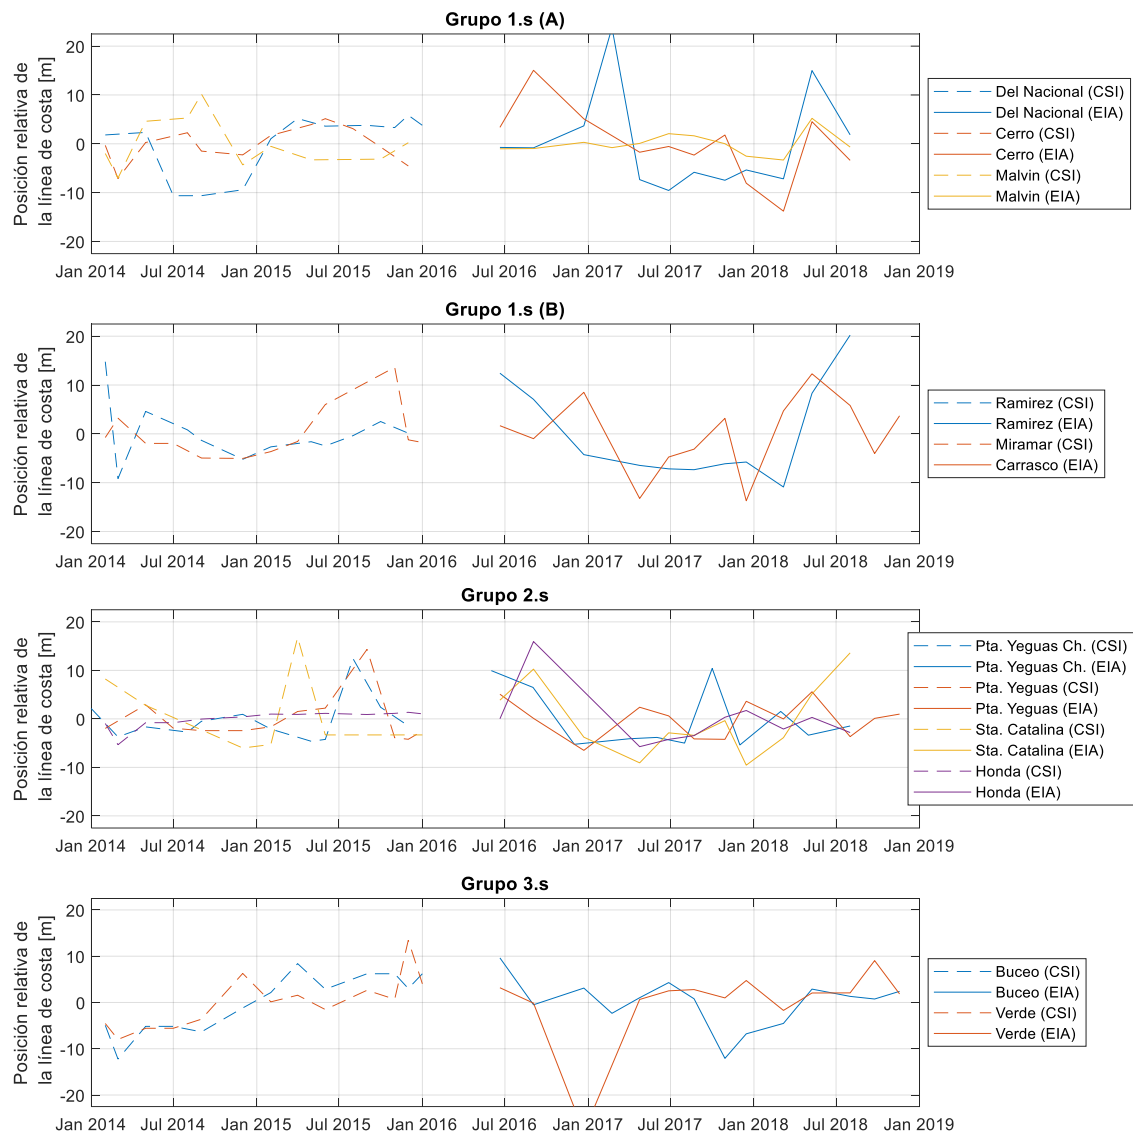 Grupo 1.s (A)
Posición relativa de
la línea de costa [m]
20
10
0
-10
-20
Jan 2014 Jul 2014 Jan 2015 Jul 2015 Jan 2016 Jul 2016 Jan 2017 Jul 2017 Jan 2018 Jul 2018 Jan 2019
Del Nacional (CSI)
Del Nacional (EIA)
Cerro (CSI)
Cerro (EIA)
Malvin (CSI)
Malvin (EIA)
Grupo 1.s (B)
Posición relativa de
la línea de costa [m]
20
10
0
-10
-20
Jan 2014 Jul 2014 Jan 2015 Jul 2015 Jan 2016 Jul 2016 Jan 2017 Jul 2017 Jan 2018 Jul 2018 Jan 2019
Ramirez (CSI)
Ramirez (EIA)
Miramar (CSI)
Carrasco (EIA)
Grupo 2.s
Posición relativa de
la línea de costa [m]
20
10
0
-10
-20
Jan 2014 Jul 2014 Jan 2015 Jul 2015 Jan 2016 Jul 2016 Jan 2017 Jul 2017 Jan 2018 Jul 2018 Jan 2019
Pta. Yeguas Ch. (CSI)
Pta. Yeguas Ch. (EIA)
Pta. Yeguas (CSI)
Pta. Yeguas (EIA)
Sta. Catalina (CSI)
Sta. Catalina (EIA)
Honda (CSI)
Honda (EIA)
Grupo 3.s
Posición relativa de
la línea de costa [m]
20
10
0
-10
-20
Jan 2014 Jul 2014 Jan 2015 Jul 2015 Jan 2016 Jul 2016 Jan 2017 Jul 2017 Jan 2018 Jul 2018 Jan 2019
Buceo (CSI)
Buceo (EIA)
Verde (CSI)
Verde (EIA)